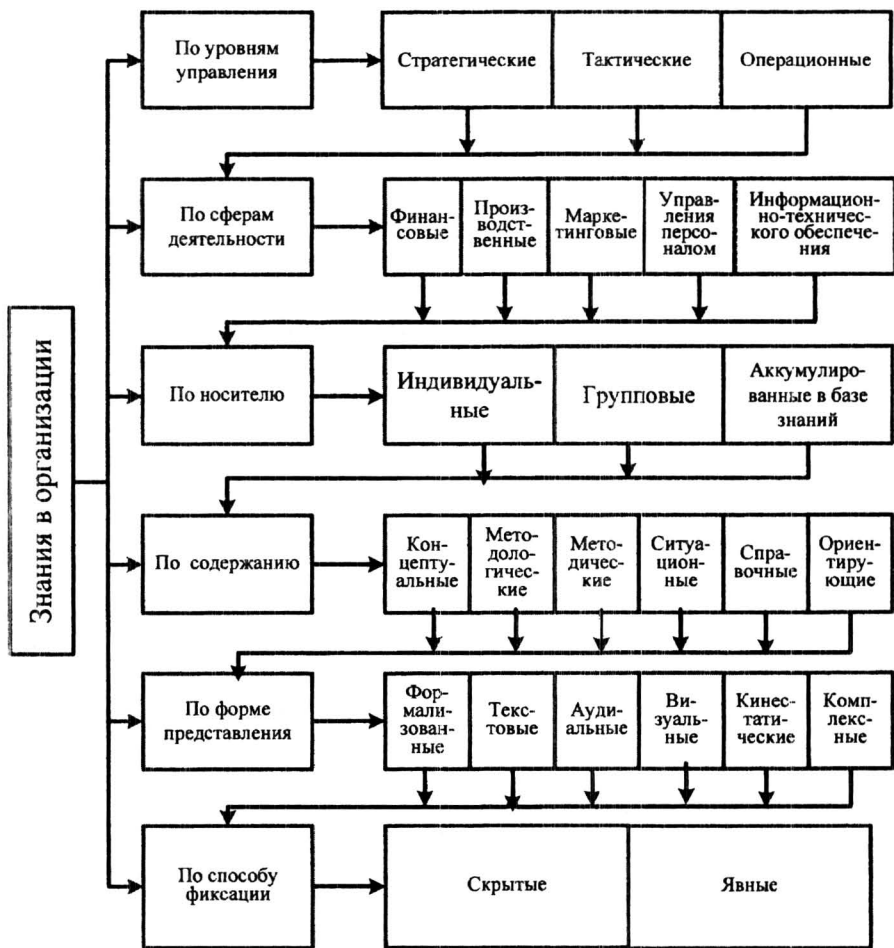 Знания в организации
По уровням
управления
Стратегические
Тактические
Операционные
По сферам
деятельности
Финан-
совые
Произ-
водст-
венные
Марке-
тинговые
Управ-
ления
персо-
налом
Информацион-
но-техничес-
кого обеспече-
ния
По носителю
Индивидуаль-
ные
Групповые
Аккумулиро-
ванные в базе
знаний
По содержанию
Кон-
цепту-
альные
Мето-
доло-
гичес-
кие
Мето-
дичес-
кие
Ситуа-
цион-
ные
Спра-
вочные
Ориен-
тирую-
щие
По форме
представления
Фор-
мали-
зован-
ные
Текс-
товые
Ауди-
альные
Ви-
зуаль-
ные
Кинес-
тати-
ческие
Комп-
лекс-
ные
По способу
фиксации
Скрытые
Явные